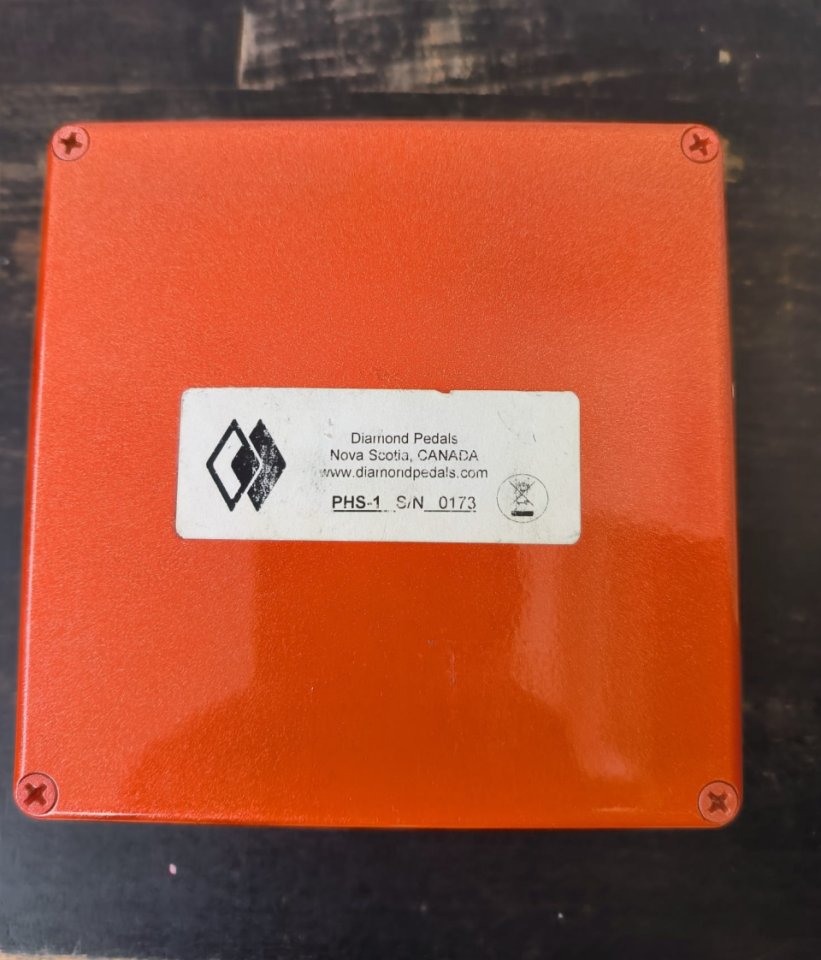 Diamond Pedals
Nova Scotia, CANADA
www.diamondpedals.com
PHS-1 S/N 0173